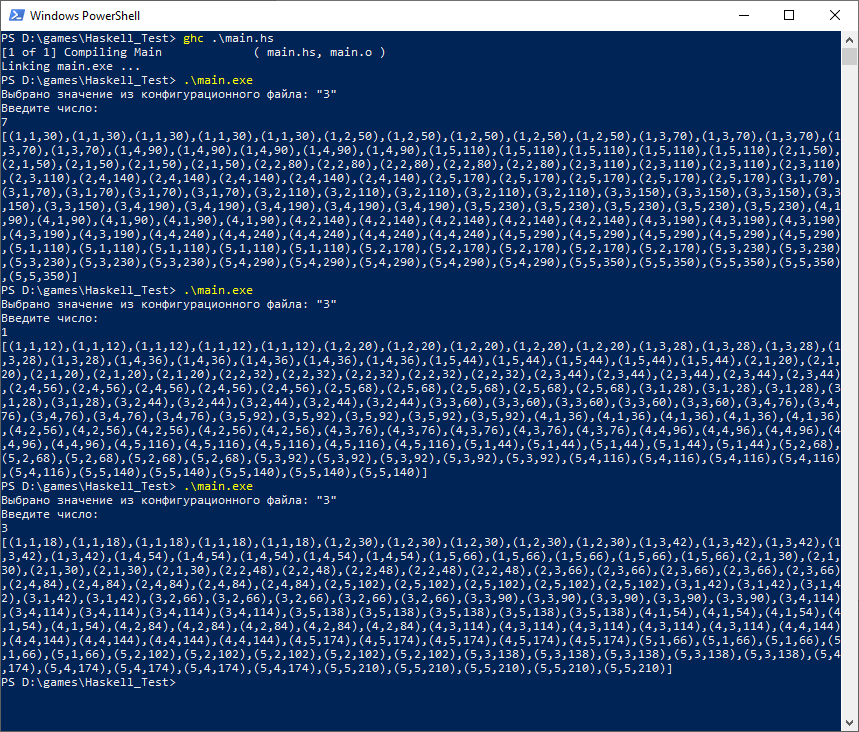 Windows PowerShell
PS D:\games\Haskell_Test> ghc .\main.hs
[1 of 1] Compiling Main             ( main.hs, main.o )
Linking main.exe ...
PS D:\games\Haskell_Test> .\main.exe
Выбрано значение из конфигурационного файла: "3"
Введите число:
7
[(1,1,30),(1,1,30),(1,1,30),(1,1,30),(1,1,30),(1,2,50),(1,2,50),(1,2,50),(1,2,50),(1,2,50),(1,3,70),(1,3,70),(1,3,70),(1
,3,70),(1,3,70),(1,4,90),(1,4,90),(1,4,90),(1,4,90),(1,4,90),(1,5,110),(1,5,110),(1,5,110),(1,5,110),(1,5,110),(2,1,50),
(2,1,50),(2,1,50),(2,1,50),(2,1,50),(2,2,80),(2,2,80),(2,2,80),(2,2,80),(2,2,80),(2,3,110),(2,3,110),(2,3,110),(2,3,110)
,(2,3,110),(2,4,140),(2,4,140),(2,4,140),(2,4,140),(2,4,140),(2,5,170),(2,5,170),(2,5,170),(2,5,170),(2,5,170),(3,1,70),
(3,1,70),(3,1,70),(3,1,70),(3,1,70),(3,2,110),(3,2,110),(3,2,110),(3,2,110),(3,2,110),(3,3,150),(3,3,150),(3,3,150),(3,3
,150),(3,3,150),(3,4,190),(3,4,190),(3,4,190),(3,4,190),(3,4,190),(3,5,230),(3,5,230),(3,5,230),(3,5,230),(3,5,230),(4,1
,90),(4,1,90),(4,1,90),(4,1,90),(4,1,90),(4,2,140),(4,2,140),(4,2,140),(4,2,140),(4,2,140),(4,3,190),(4,3,190),(4,3,190)
,(4,3,190),(4,3,190),(4,4,240),(4,4,240),(4,4,240),(4,4,240),(4,4,240),(4,5,290),(4,5,290),(4,5,290),(4,5,290),(4,5,290)
,(5,1,110),(5,1,110),(5,1,110),(5,1,110),(5,1,110),(5,2,170),(5,2,170),(5,2,170),(5,2,170),(5,2,170),(5,3,230),(5,3,230)
,(5,3,230),(5,3,230),(5,3,230),(5,4,290),(5,4,290),(5,4,290),(5,4,290),(5,4,290),(5,5,350),(5,5,350),(5,5,350),(5,5,350)
,(5,5,350)]
PS D:\games\Haskell_Test> .\main.exe
Выбрано значение из конфигурационного файла: "3"
Введите число:
1
[(1,1,12),(1,1,12),(1,1,12),(1,1,12),(1,1,12),(1,2,20),(1,2,20),(1,2,20),(1,2,20),(1,2,20),(1,3,28),(1,3,28),(1,3,28),(1
,3,28),(1,3,28),(1,4,36),(1,4,36),(1,4,36),(1,4,36),(1,4,36),(1,5,44),(1,5,44),(1,5,44),(1,5,44),(1,5,44),(2,1,20),(2,1,
20),(2,1,20),(2,1,20),(2,1,20),(2,2,32),(2,2,32),(2,2,32),(2,2,32),(2,2,32),(2,3,44),(2,3,44),(2,3,44),(2,3,44),(2,3,44)
,(2,4,56),(2,4,56),(2,4,56),(2,4,56),(2,4,56),(2,5,68),(2,5,68),(2,5,68),(2,5,68),(2,5,68),(3,1,28),(3,1,28),(3,1,28),(3
,1,28),(3,1,28),(3,2,44),(3,2,44),(3,2,44),(3,2,44),(3,2,44),(3,3,60),(3,3,60),(3,3,60),(3,3,60),(3,3,60),(3,4,76),(3,4,
76),(3,4,76),(3,4,76),(3,4,76),(3,5,92),(3,5,92),(3,5,92),(3,5,92),(3,5,92),(4,1,36),(4,1,36),(4,1,36),(4,1,36),(4,1,36)
,(4,2,56),(4,2,56),(4,2,56),(4,2,56),(4,2,56),(4,3,76),(4,3,76),(4,3,76),(4,3,76),(4,3,76),(4,4,96),(4,4,96),(4,4,96),(4
,4,96),(4,4,96),(4,5,116),(4,5,116),(4,5,116),(4,5,116),(4,5,116),(5,1,44),(5,1,44),(5,1,44),(5,1,44),(5,1,44),(5,2,68),
(5,2,68),(5,2,68),(5,2,68),(5,2,68),(5,3,92),(5,3,92),(5,3,92),(5,3,92),(5,3,92),(5,4,116),(5,4,116),(5,4,116),(5,4,116)
,(5,4,116),(5,5,140),(5,5,140),(5,5,140),(5,5,140),(5,5,140)]
PS D:\games\Haskell_Test> .\main.exe
Выбрано значение из конфигурационного файла: "3"
Введите число:
3
[(1,1,18),(1,1,18),(1,1,18),(1,1,18),(1,1,18),(1,2,30),(1,2,30),(1,2,30),(1,2,30),(1,2,30),(1,3,42),(1,3,42),(1,3,42),(1
,3,42),(1,3,42),(1,4,54),(1,4,54),(1,4,54),(1,4,54),(1,4,54),(1,5,66),(1,5,66),(1,5,66),(1,5,66),(1,5,66),(2,1,30),(2,1,
30),(2,1,30),(2,1,30),(2,1,30),(2,2,48),(2,2,48),(2,2,48),(2,2,48),(2,2,48),(2,3,66),(2,3,66),(2,3,66),(2,3,66),(2,3,66)
,(2,4,84),(2,4,84),(2,4,84),(2,4,84),(2,4,84),(2,5,102),(2,5,102),(2,5,102),(2,5,102),(2,5,102),(3,1,42),(3,1,42),(3,1,4
2),(3,1,42),(3,1,42),(3,2,66),(3,2,66),(3,2,66),(3,2,66),(3,2,66),(3,3,90),(3,3,90),(3,3,90),(3,3,90),(3,3,90),(3,4,114)
,(3,4,114),(3,4,114),(3,4,114),(3,4,114),(3,5,138),(3,5,138),(3,5,138),(3,5,138),(3,5,138),(4,1,54),(4,1,54),(4,1,54),(4
,1,54),(4,1,54),(4,2,84),(4,2,84),(4,2,84),(4,2,84),(4,2,84),(4,3,114),(4,3,114),(4,3,114),(4,3,114),(4,3,114),(4,4,144)
,(4,4,144),(4,4,144),(4,4,144),(4,4,144),(4,5,174),(4,5,174),(4,5,174),(4,5,174),(4,5,174),(5,1,66),(5,1,66),(5,1,66),(5
,1,66),(5,1,66),(5,2,102),(5,2,102),(5,2,102),(5,2,102),(5,2,102),(5,3,138),(5,3,138),(5,3,138),(5,3,138),(5,3,138),(5,4
,174),(5,4,174),(5,4,174),(5,4,174),(5,4,174),(5,5,210),(5,5,210),(5,5,210),(5,5,210),(5,5,210)]
PS D:\games\Haskell_Test>